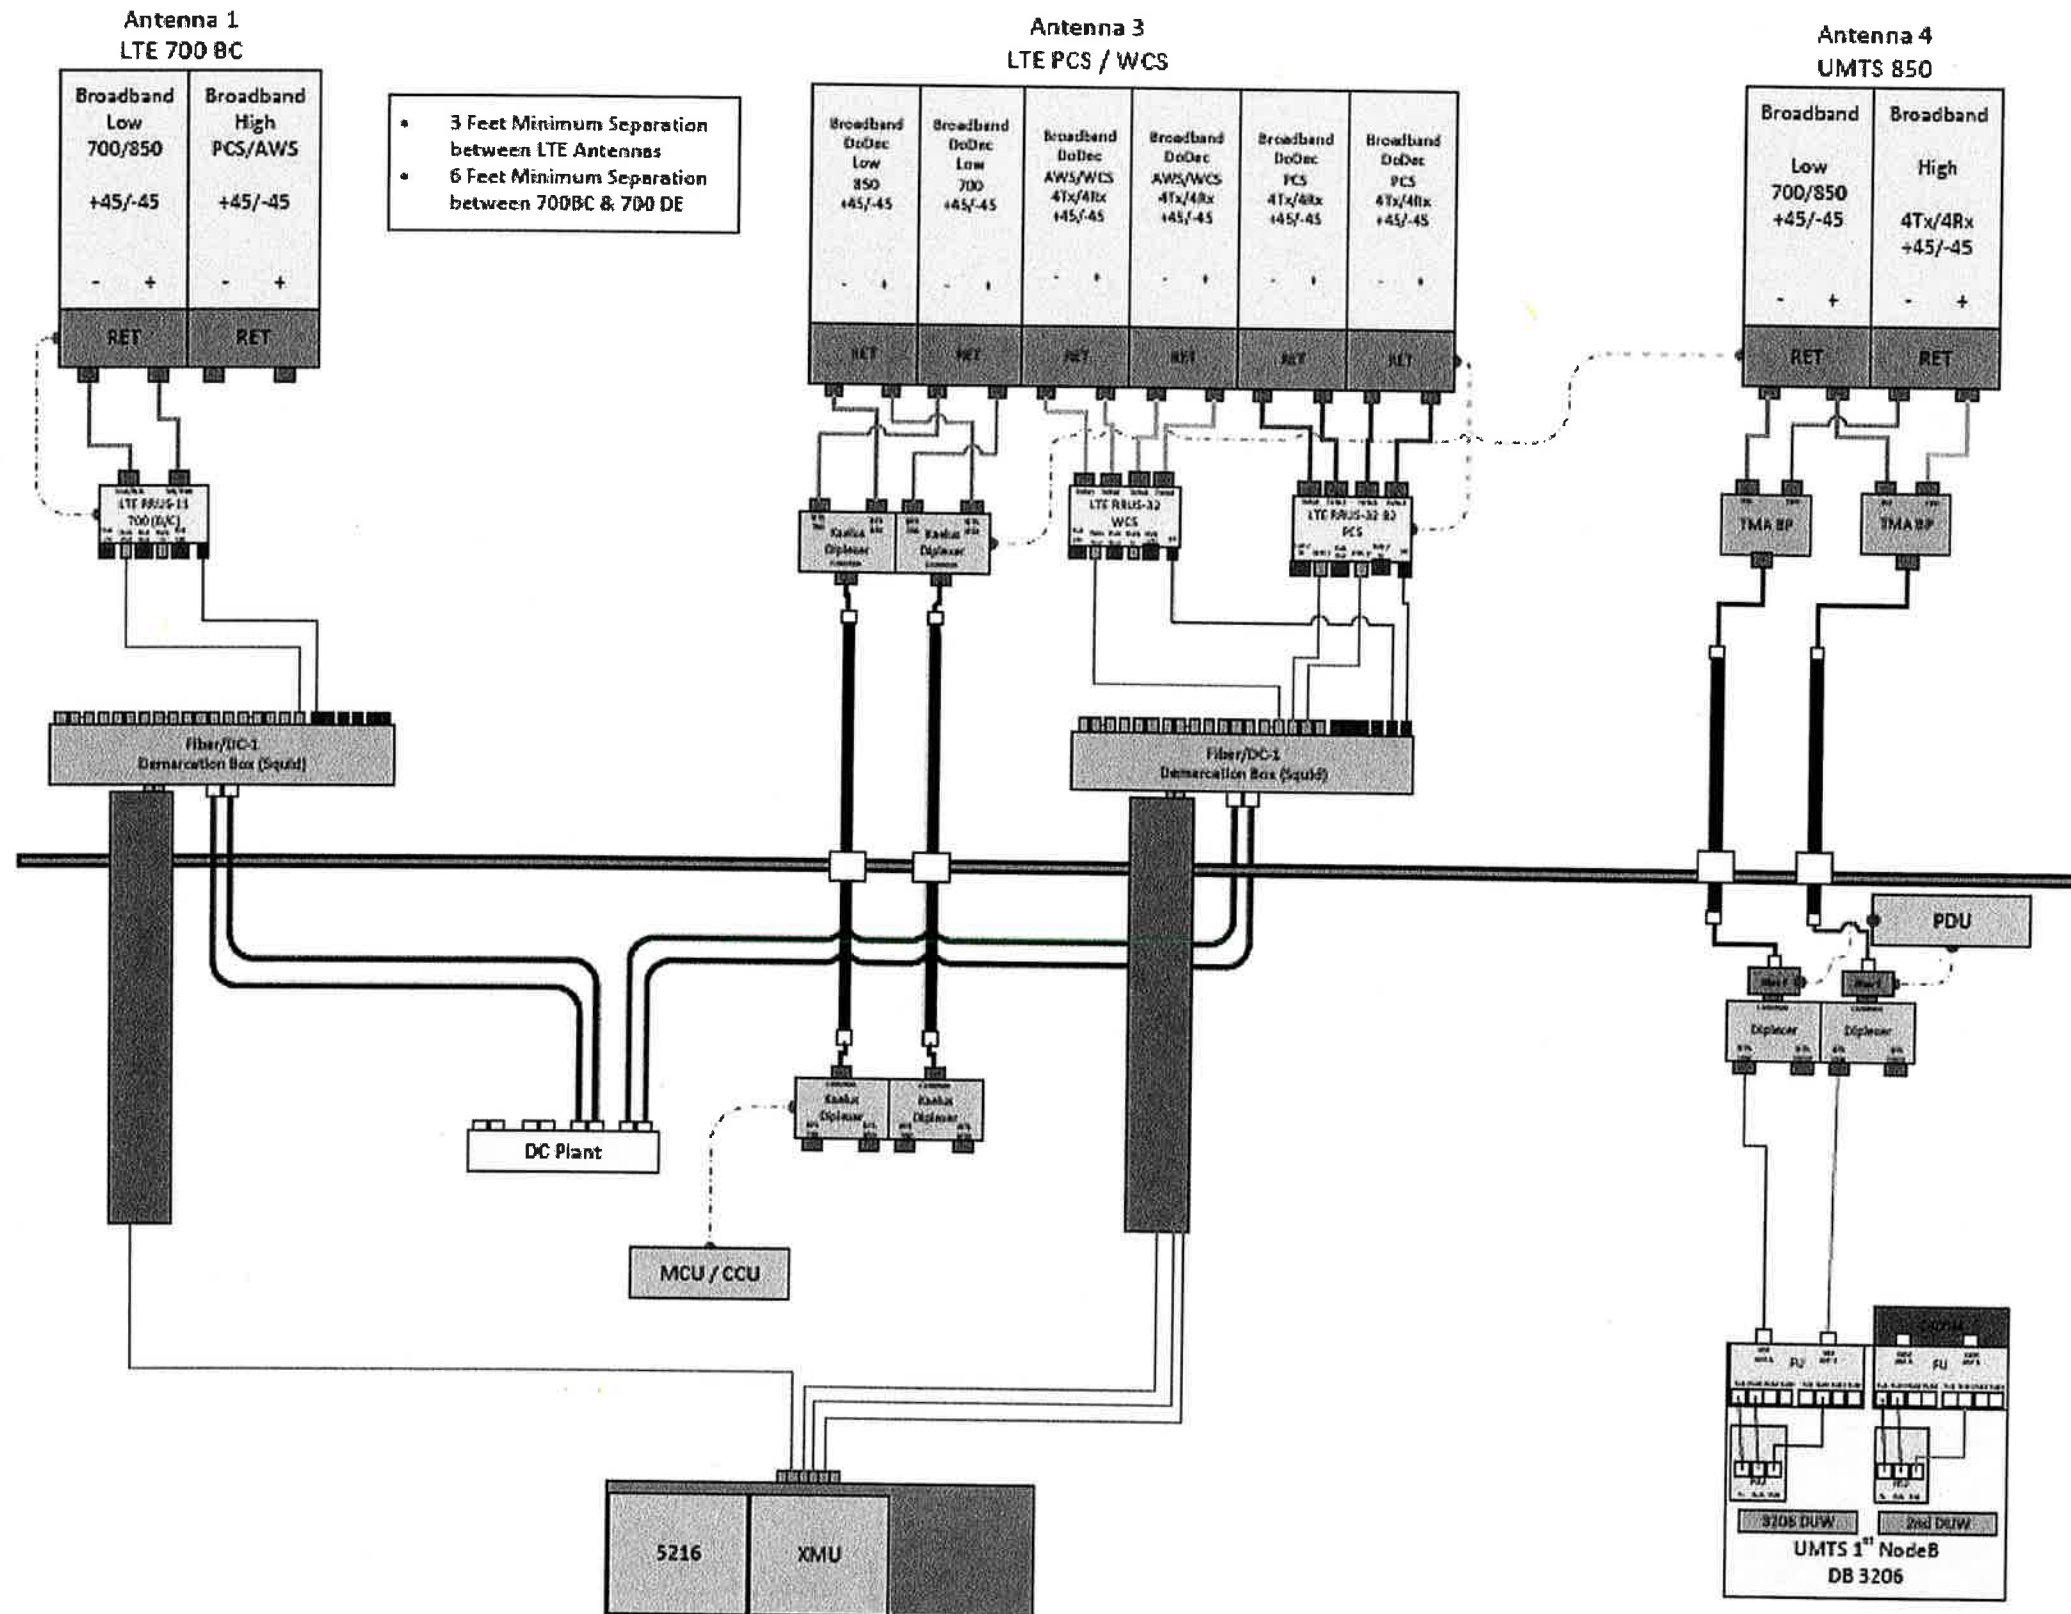 Antenna 1
LTE 700 BC
Broadband
Low
700/850
+45/-45
- +
RET
Broadband
High
PCS/AWS
+45/-45
- +
RET
• 3 Feet Minimum Separation
between LTE Antennas
• 6 Feet Minimum Separation
between 700BC & 700 DE
Antenna 3
LTE PCS / WCS
Broadband
DoDec
Low
850
+45/-45
- +
RET
Broadband
DoDec
Low
700
+45/-45
- +
RET
Broadband
DoDec
AWS/WCS
4Tx/4Rx
+45/-45
- +
RET
Broadband
DoDec
AWS/WCS
4Tx/4Rx
+45/-45
- +
RET
Broadband
DoDec
PCS
4Tx/4Rx
+45/-45
- +
RET
Broadband
DoDec
PCS
4Tx/4Rx
+45/-45
- +
RET
Antenna 4
UMTS 850
Broadband
Low
700/850
+45/-45
- +
RET
Broadband
High
4Tx/4Rx
+45/-45
- +
RET
LTE RRUS-11
700 (B/C)
Kaelus
Diplexer
Kaelus
Diplexer
LTE RRUS-32
WCS
LTE RRUS-32 B2
PCS
TMA BP
TMA BP
Fiber/DC-1
Demarcation Box (Squid)
Fiber/DC-1
Demarcation Box (Squid)
PDU
Diplexer
Diplexer
Kaelus
Diplexer
Kaelus
Diplexer
DC Plant
MCU / CCU
FU
FU
3206 DUW
2nd DUW
UMTS 1st NodeB
DB 3206
5216
XMU